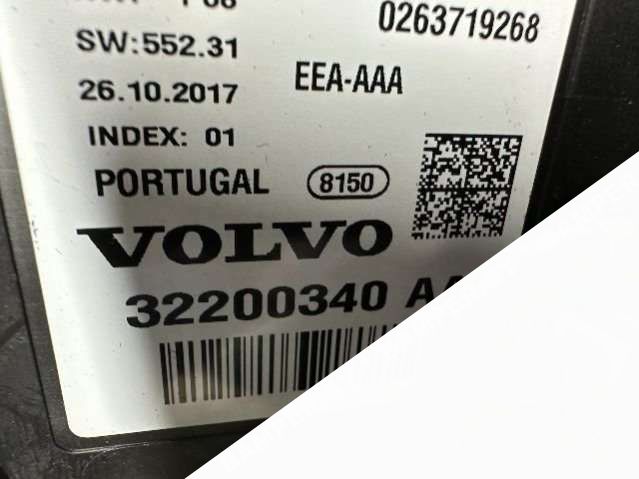 0263719268
SW:552.31
EEA-AAA
26.10.2017
INDEX: 01
PORTUGAL 8150
VOLVO
32200340